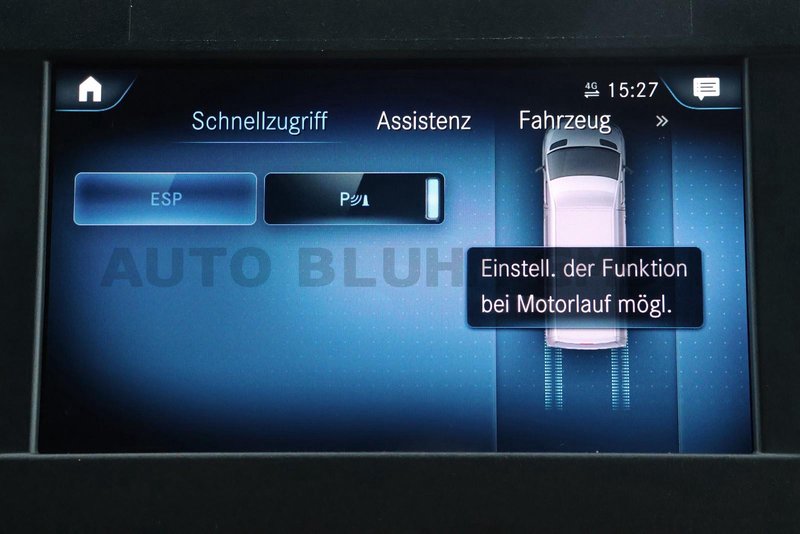 4G 15:27
Schnellzugriff Assistenz Fahrzeug »
ESP P
AUTO BLUH
Einstell. der Funktion
bei Motorlauf mögl.